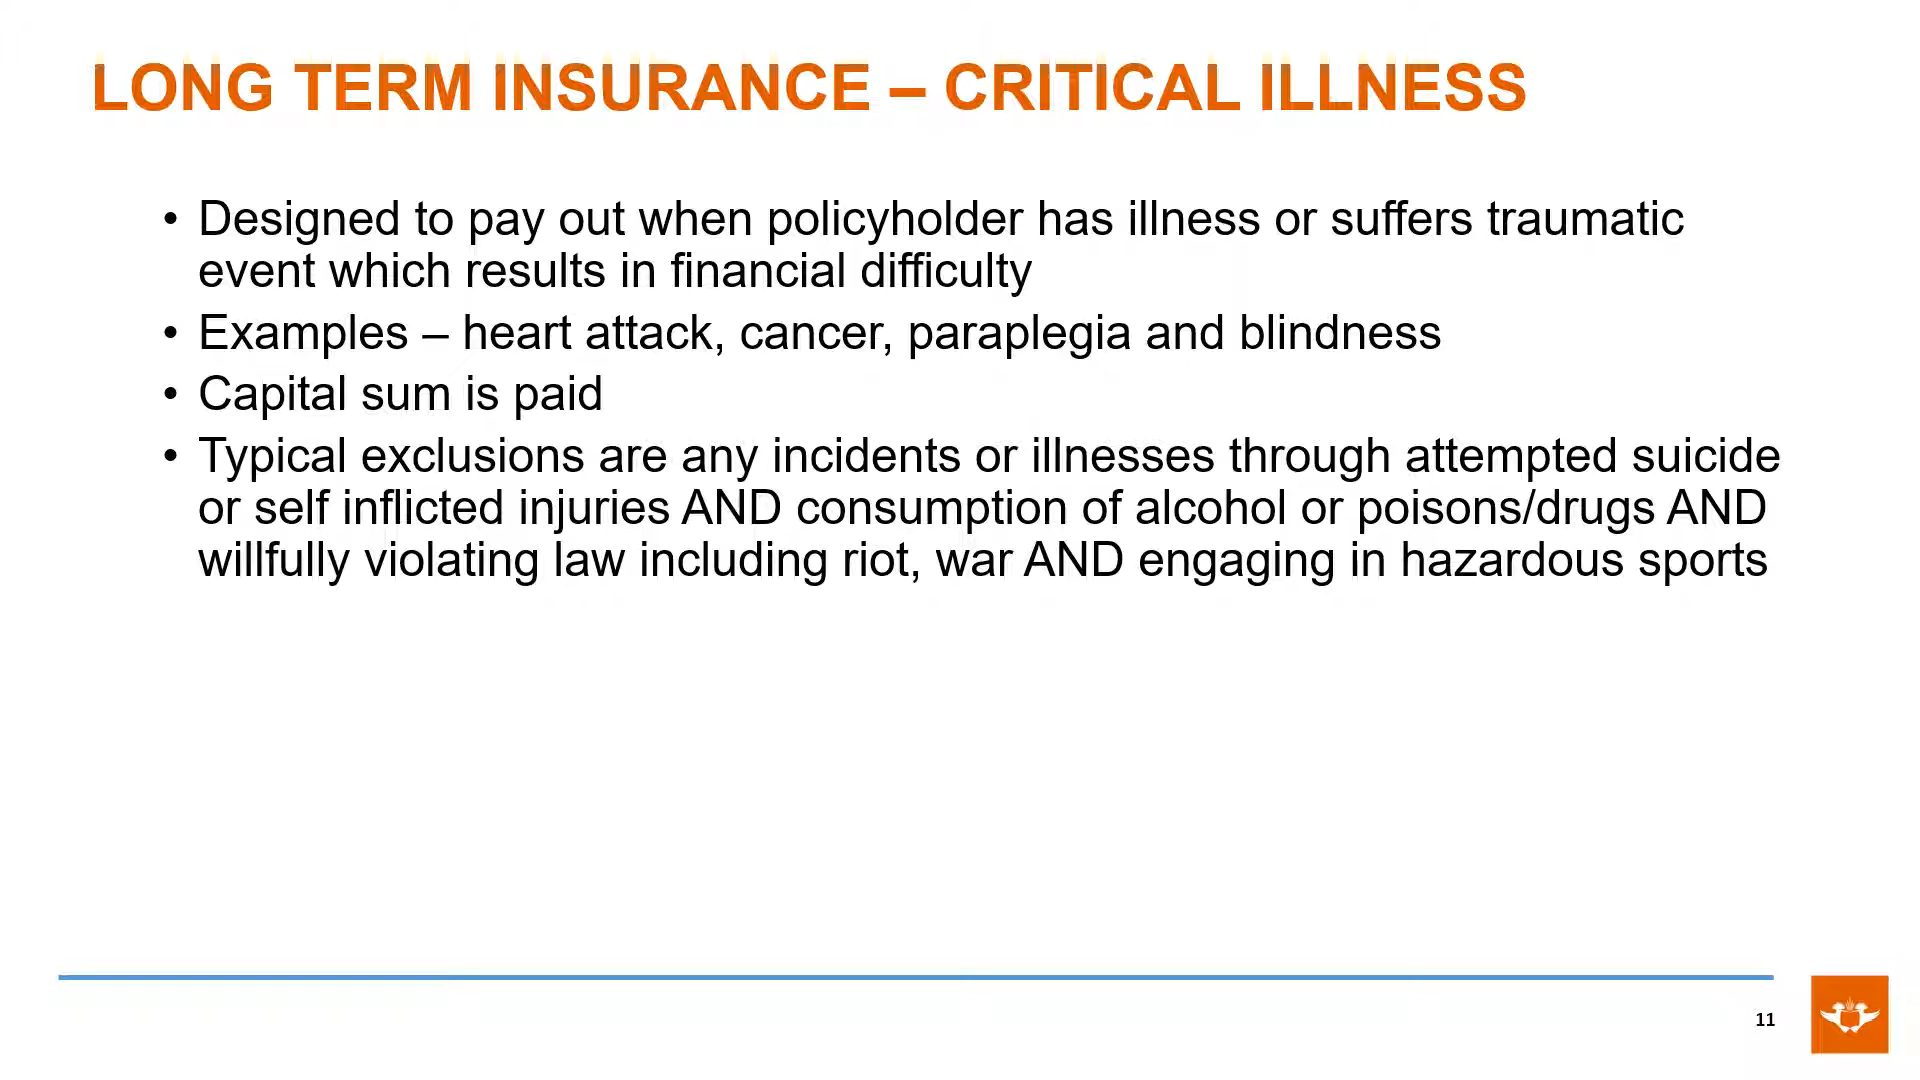 LONG TERM INSURANCE – CRITICAL ILLNESS
• Designed to pay out when policyholder has illness or suffers traumatic
event which results in financial difficulty
• Examples – heart attack, cancer, paraplegia and blindness
• Capital sum is paid
• Typical exclusions are any incidents or illnesses through attempted suicide
or self inflicted injuries AND consumption of alcohol or poisons/drugs AND
willfully violating law including riot, war AND engaging in hazardous sports
11